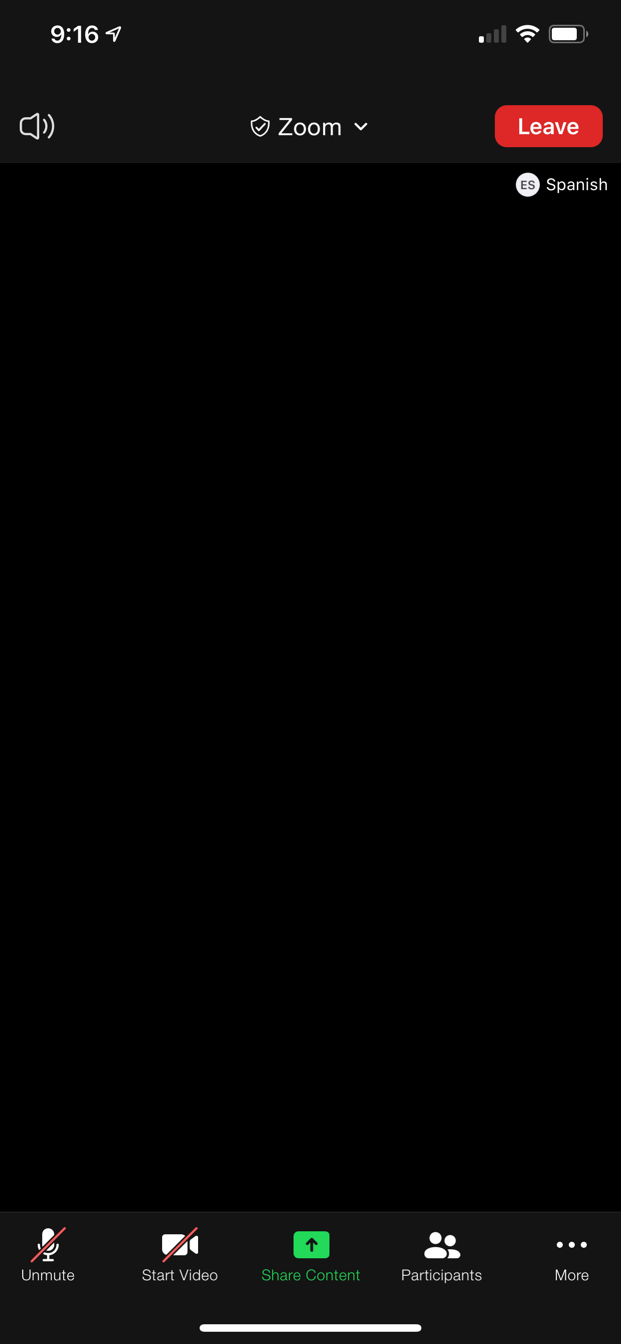 9:16
Zoom
Leave
ES Spanish
Unmute Start Video Share Content Participants More